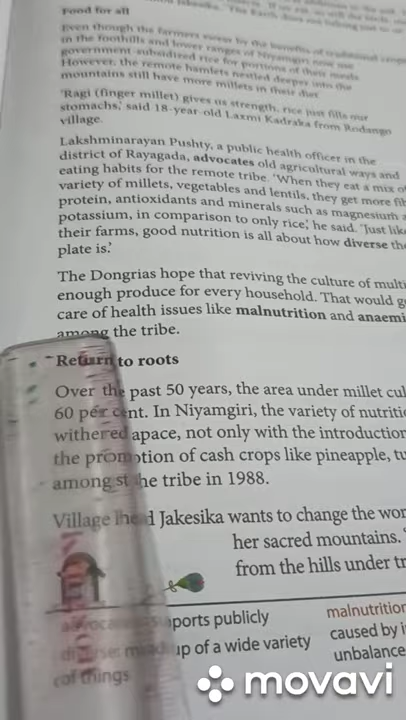 Food for all
Even though the farmers swear by the benefits of traditional
in the foothills and lower ranges of Niyamgiri now use
government-subsidized rice for portions of their meals
However, the remote hamlets nestled deeper into the
mountains still have more millets in their diet
'Ragi (finger millet) gives us strength, rice just fills our
stomachs,' said 18-year-old Laxmi Kadraka from Rodango
village.
Lakshminarayan Pushty, a public health officer in the
district of Rayagada, advocates old agricultural ways and
eating habits for the remote tribe. 'When they eat a mix o
variety of millets, vegetables and lentils, they get more fib
protein, antioxidants and minerals such as magnesium a
potassium, in comparison to only rice,' he said. 'Just lik
their farms, good nutrition is all about how diverse the
plate is.'
The Dongrias hope that reviving the culture of multi
enough produce for every household. That would g
care of health issues like malnutrition and anaemi
among the tribe.
Return to roots
Over the past 50 years, the area under millet cul
60 per cent. In Niyamgiri, the variety of nutriti
withered apace, not only with the introduction
the promotion of cash crops like pineapple, tu
among st the tribe in 1988.
Village head Jakesika wants to change the wor
her sacred mountains.
from the hills under tr
supports publicly
malnutrition
up of a wide variety
caused by i
of things
unbalance
movavi